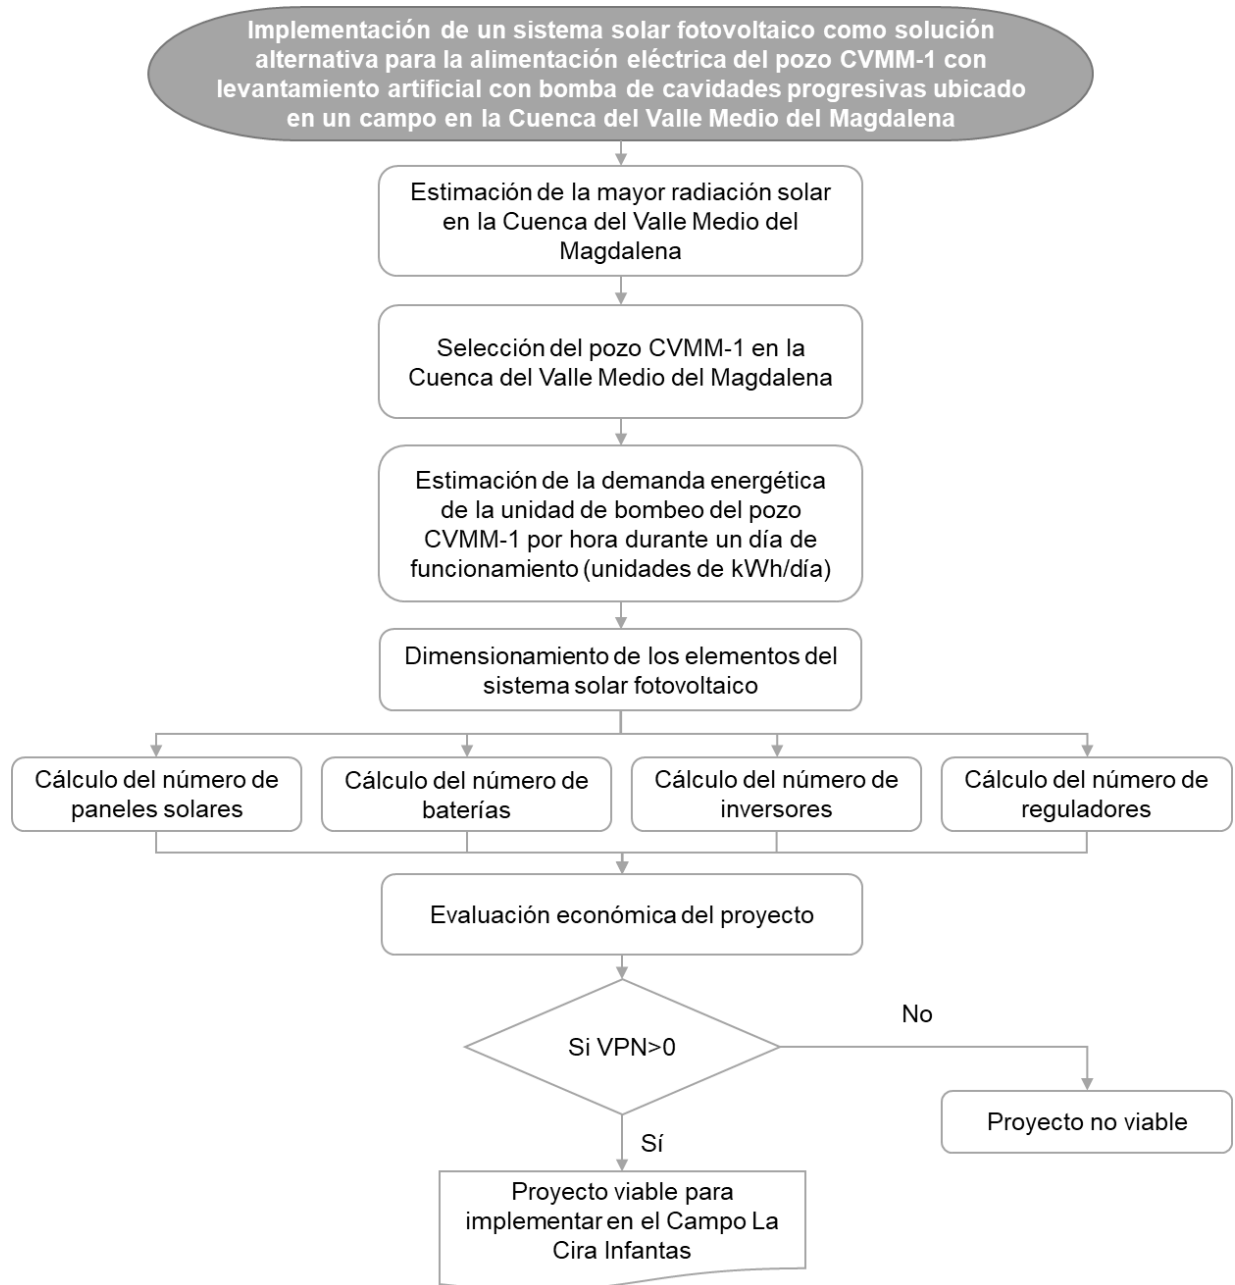 Implementación de un sistema solar fotovoltaico como solución
alternativa para la alimentación eléctrica del pozo CVMM-1 con
levantamiento artificial con bomba de cavidades progresivas ubicado
en un campo en la Cuenca del Valle Medio del Magdalena
Estimación de la mayor radiación solar
en la Cuenca del Valle Medio del
Magdalena
Selección del pozo CVMM-1 en la
Cuenca del Valle Medio del Magdalena
Estimación de la demanda energética
de la unidad de bombeo del pozo
CVMM-1 por hora durante un día de
funcionamiento (unidades de kWh/día)
Dimensionamiento de los elementos del
sistema solar fotovoltaico
Cálculo del número de
paneles solares
Cálculo del número de
baterías
Cálculo del número de
inversores
Cálculo del número de
reguladores
Evaluación económica del proyecto
Si VPN>0
No
Proyecto no viable
Sí
Proyecto viable para
implementar en el Campo La
Cira Infantas